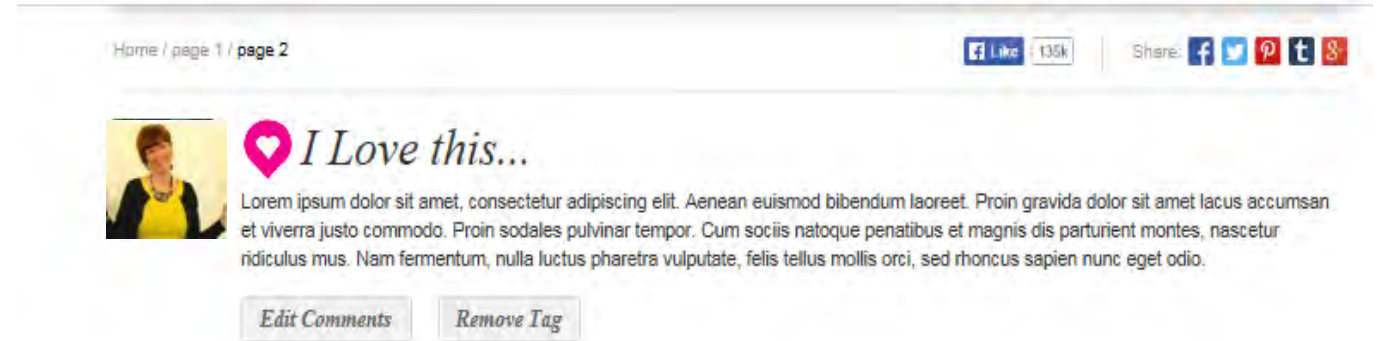 Home / page 1 / page 2
Like 135k
Share:
I Love this...
Lorem ipsum dolor sit amet, consectetur adipiscing elit. Aenean euismod bibendum laoreet. Proin gravida dolor sit amet lacus accumsan
et viverra justo commodo. Proin sodales pulvinar tempor. Cum sociis natoque penatibus et magnis dis parturient montes, nascetur
ridiculus mus. Nam fermentum, nulla luctus pharetra vulputate, felis tellus mollis orci, sed rhoncus sapien nunc eget odio.
Edit Comments Remove Tag